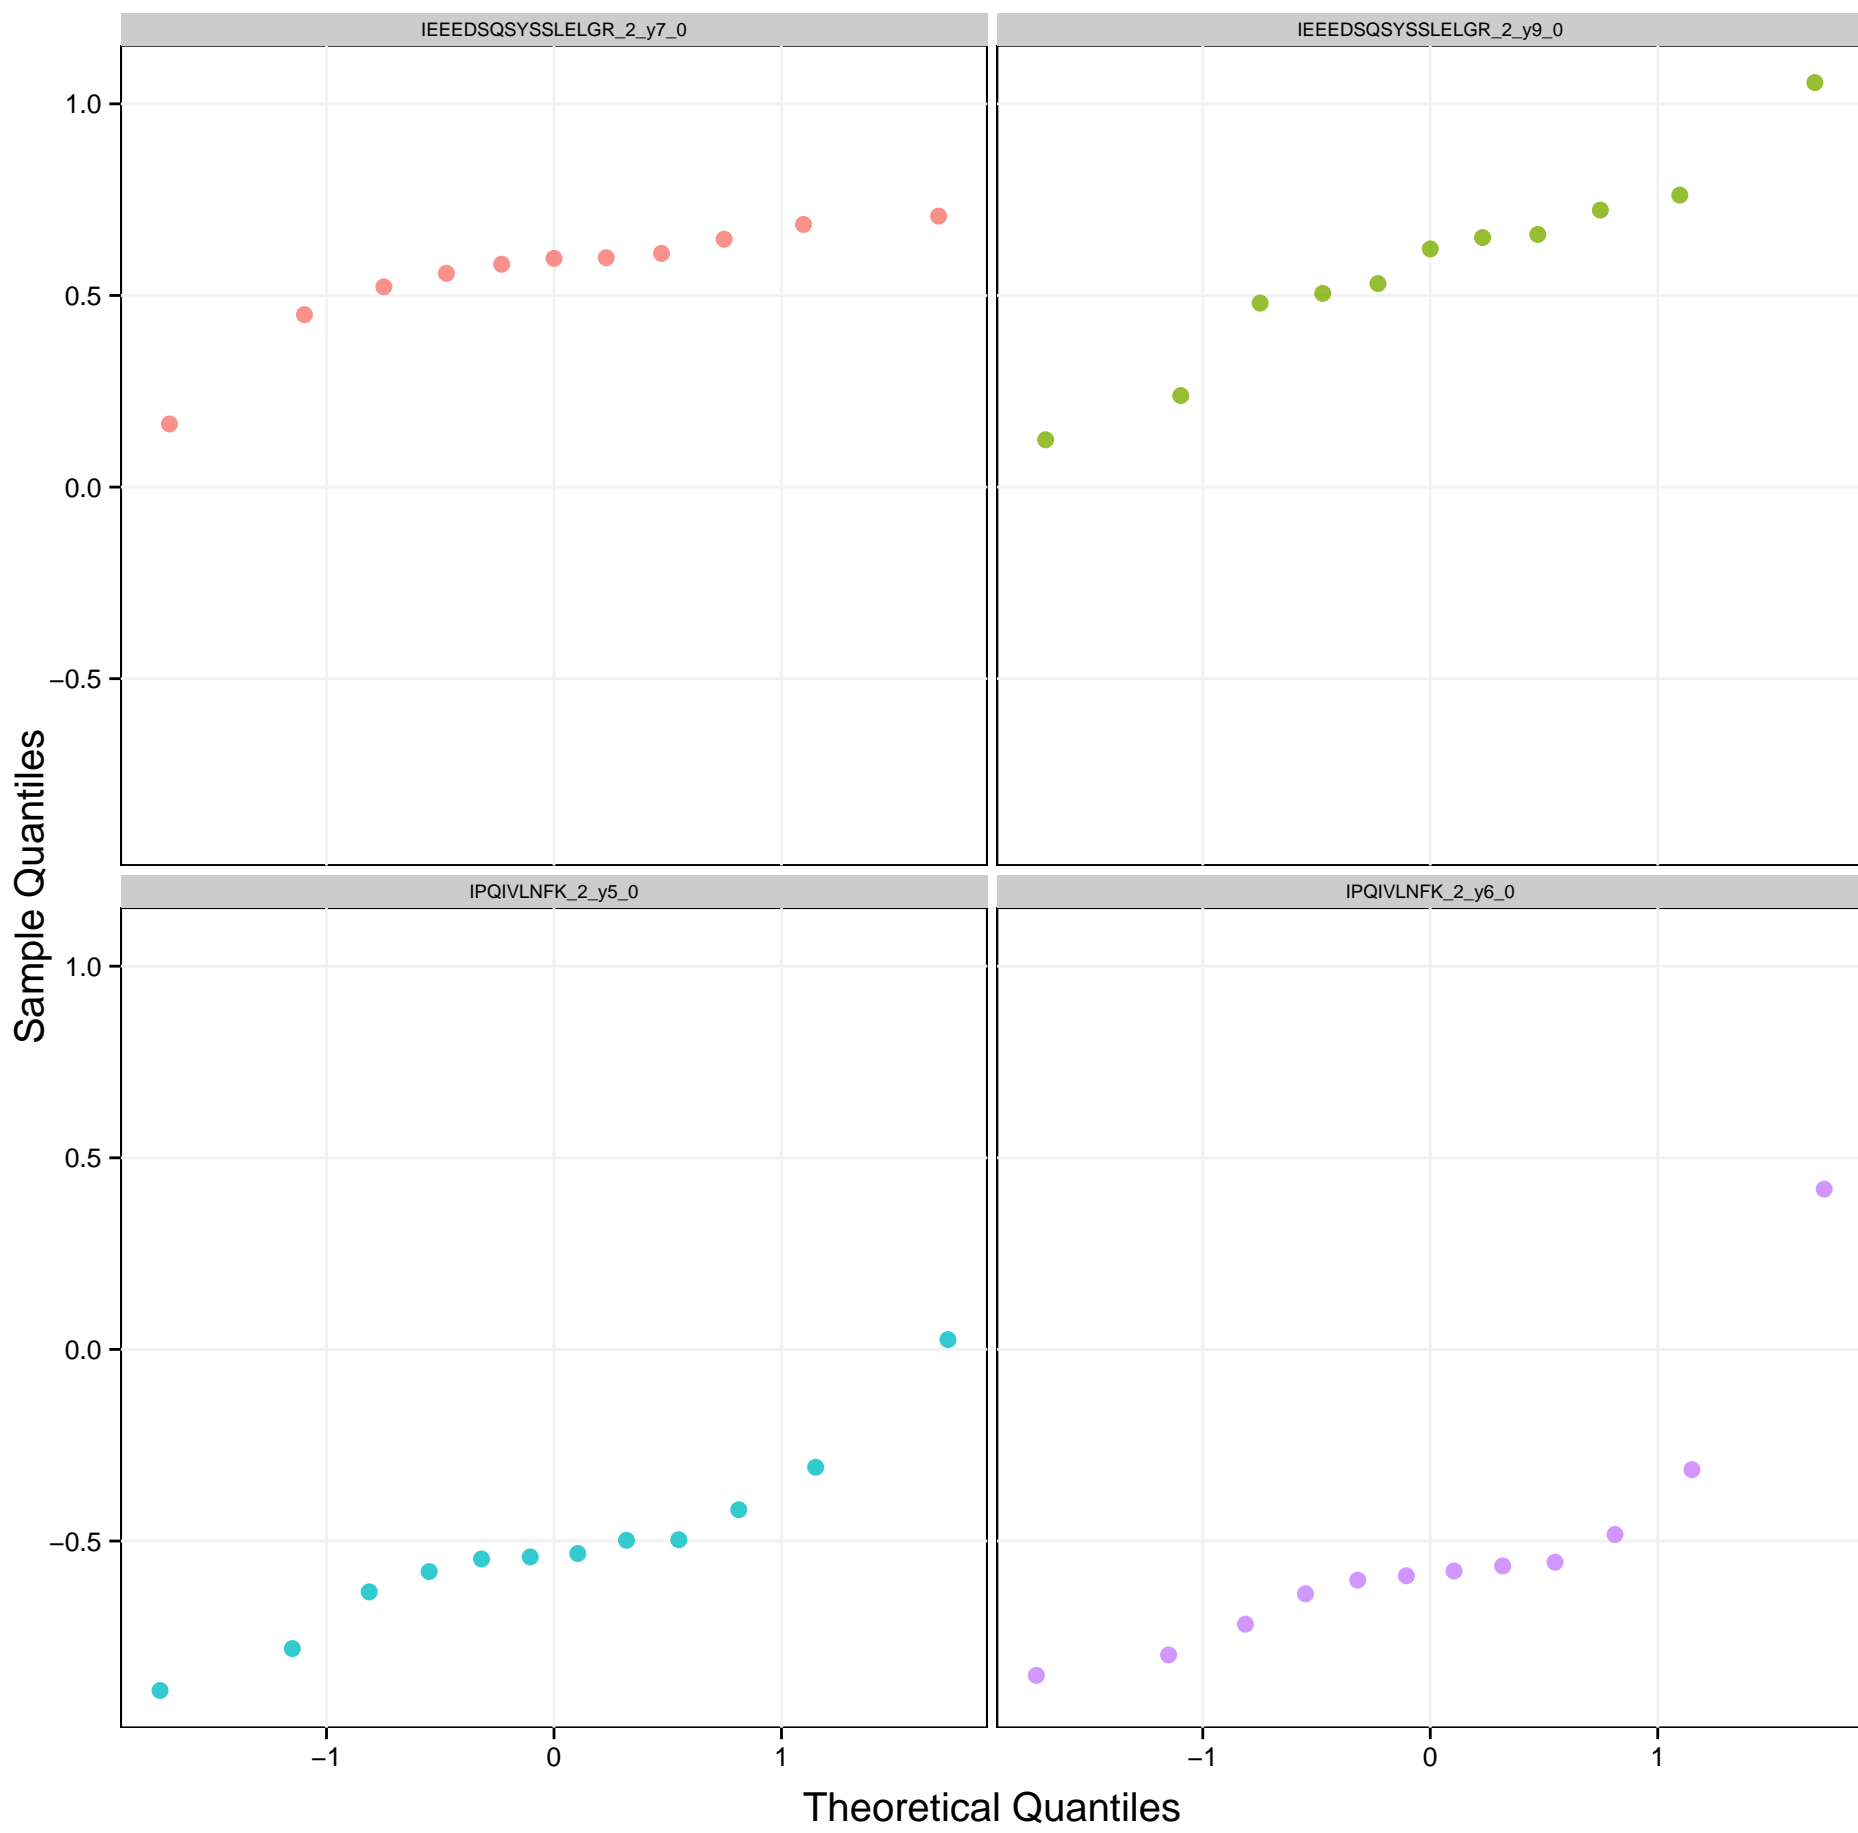 IEEEDSQSYSSLELGR_2_y7_0
IEEEDSQSYSSLELGR_2_y9_0
1.0
0.5
0.0
−0.5
IPQIVLNFK_2_y5_0
IPQIVLNFK_2_y6_0
1.0
0.5
0.0
−0.5
Sample Quantiles
−1
0
1
−1
0
1
Theoretical Quantiles